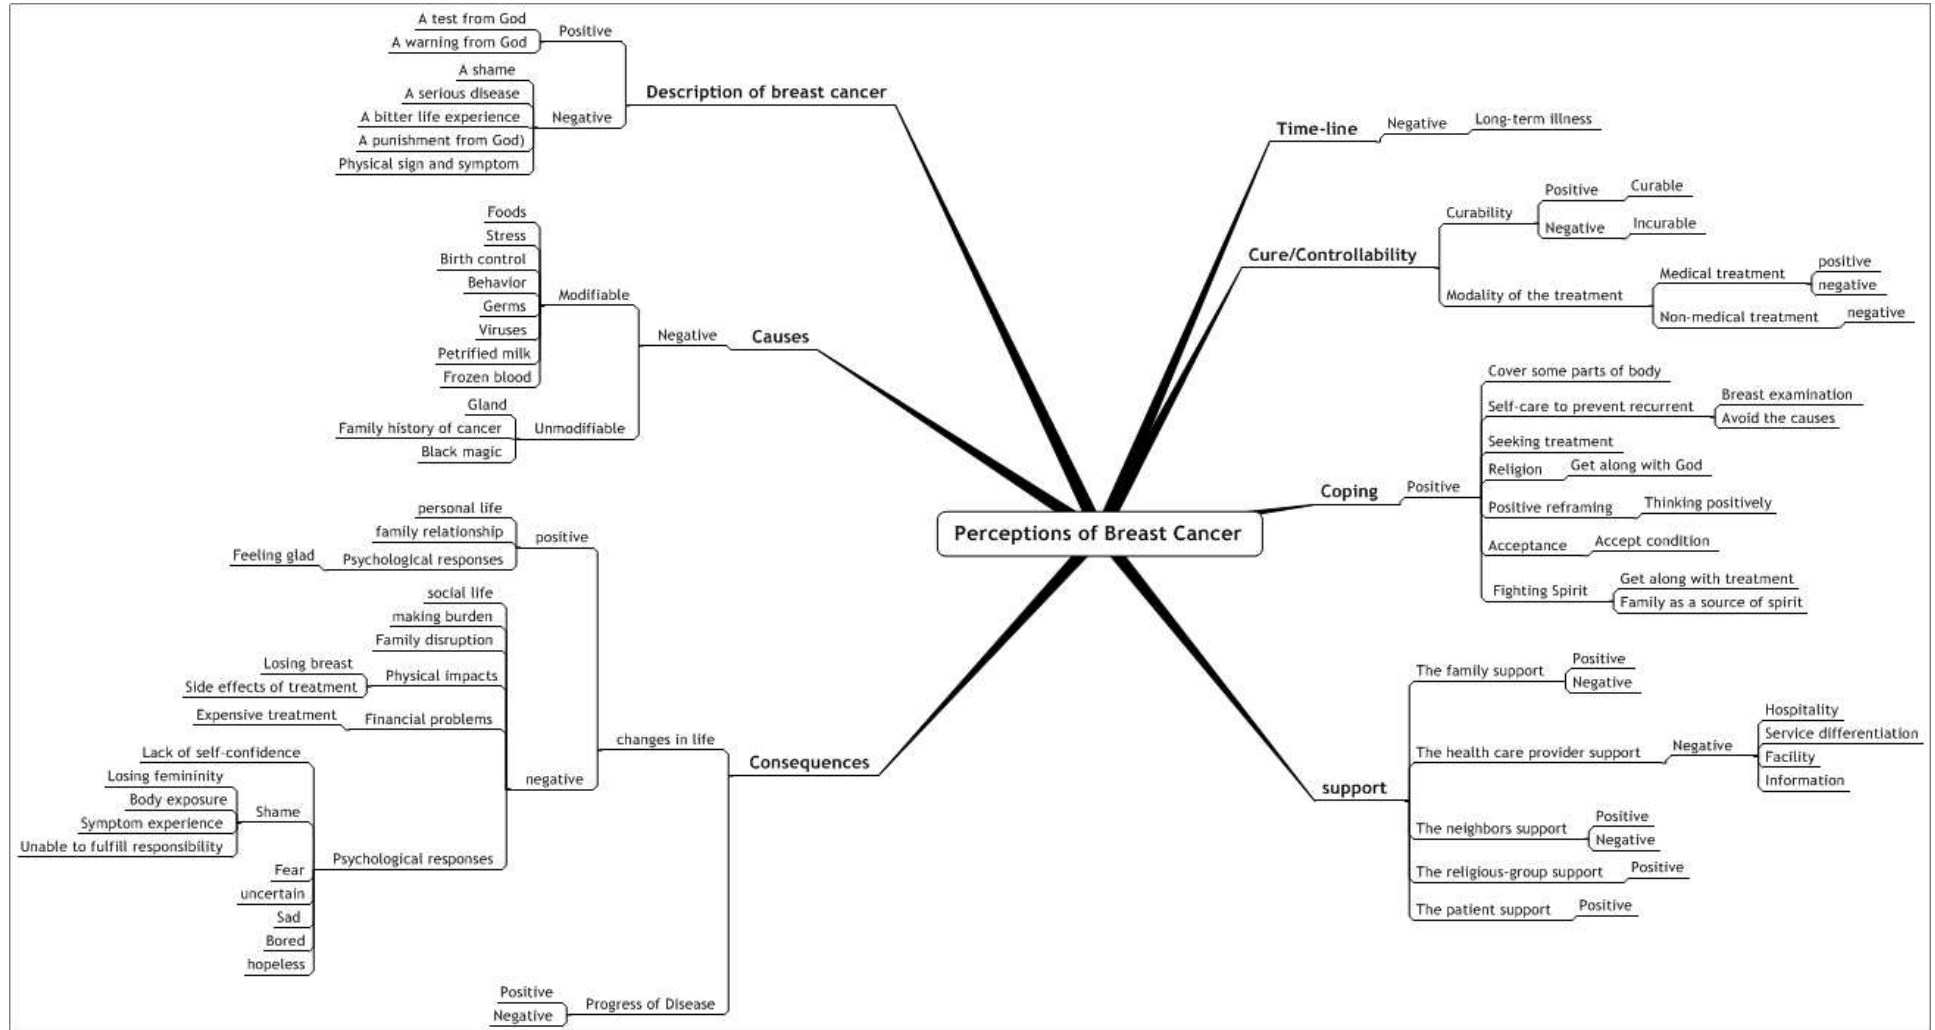 Perceptions of Breast Cancer
Description of breast cancer
Positive
A test from God
A warning from God
Negative
A shame
A serious disease
A bitter life experience
A punishment from God)
Physical sign and symptom
Causes
Negative
Modifiable
Foods
Stress
Birth control
Behavior
Germs
Viruses
Petrified milk
Frozen blood
Unmodifiable
Gland
Family history of cancer
Black magic
Consequences
changes in life
positive
personal life
family relationship
Psychological responses
Feeling glad
negative
social life
making burden
Family disruption
Physical impacts
Losing breast
Side effects of treatment
Financial problems
Expensive treatment
Psychological responses
Lack of self-confidence
Shame
Losing femininity
Body exposure
Symptom experience
Unable to fulfill responsibility
Fear
uncertain
Sad
Bored
hopeless
Progress of Disease
Positive
Negative
Time-line
Negative
Long-term illness
Cure/Controllability
Curability
Positive
Curable
Negative
Incurable
Modality of the treatment
Medical treatment
positive
negative
Non-medical treatment
negative
Coping
Positive
Cover some parts of body
Self-care to prevent recurrent
Breast examination
Avoid the causes
Seeking treatment
Religion
Get along with God
Positive reframing
Thinking positively
Acceptance
Accept condition
Fighting Spirit
Get along with treatment
Family as a source of spirit
support
The family support
Positive
Negative
The health care provider support
Negative
Hospitality
Service differentiation
Facility
Information
The neighbors support
Positive
Negative
The religious-group support
Positive
The patient support
Positive